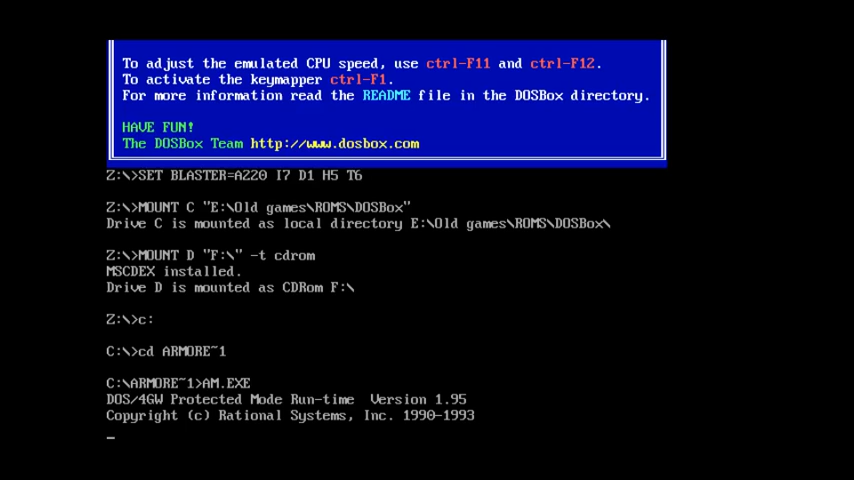 To adjust the emulated CPU speed, use ctrl-F11 and ctrl-F12.
To activate the keymapper ctrl-F1.
For more information read the README file in the DOSBox directory.
HAVE FUN!
The DOSBox Team http://www.dosbox.com
Z:\>SET BLASTER=A220 I7 D1 H5 T6
Z:\>MOUNT C "E:\Old games\ROMS\DOSBox"
Drive C is mounted as local directory E:\Old games\ROMS\DOSBox\
Z:\>MOUNT D "F:\" -t cdrom
MSCDEX installed.
Drive D is mounted as CDRom F:\
Z:\>c:
C:\>cd ARMORE~1
C:\ARMORE~1>AM.EXE
DOS/4GW Protected Mode Run-time  Version 1.95
Copyright (c) Rational Systems, Inc. 1990-1993
_